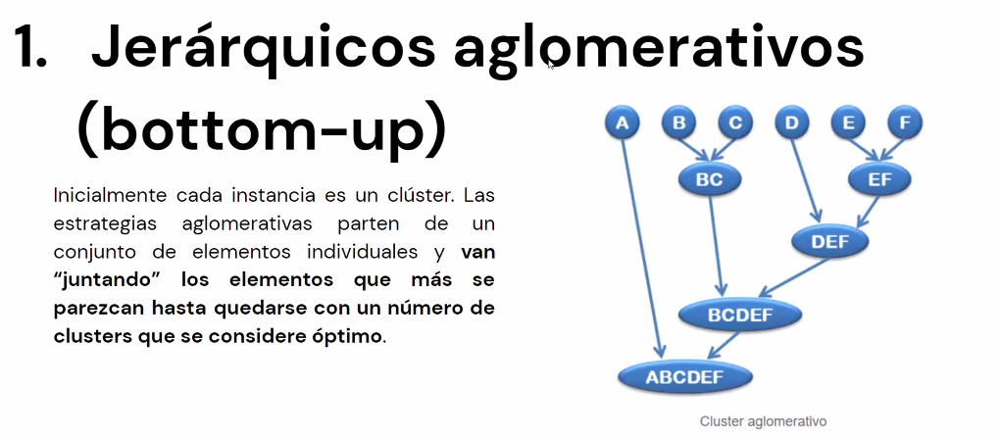 1. Jerárquicos aglomerativos
(bottom-up)
Inicialmente cada instancia es un clúster. Las
estrategias aglomerativas parten de un
conjunto de elementos individuales y van
“juntando” los elementos que más se
parezcan hasta quedarse con un número de
clusters que se considere óptimo.
A B C D E F
BC EF
DEF
BCDEF
ABCDEF
Cluster aglomerativo